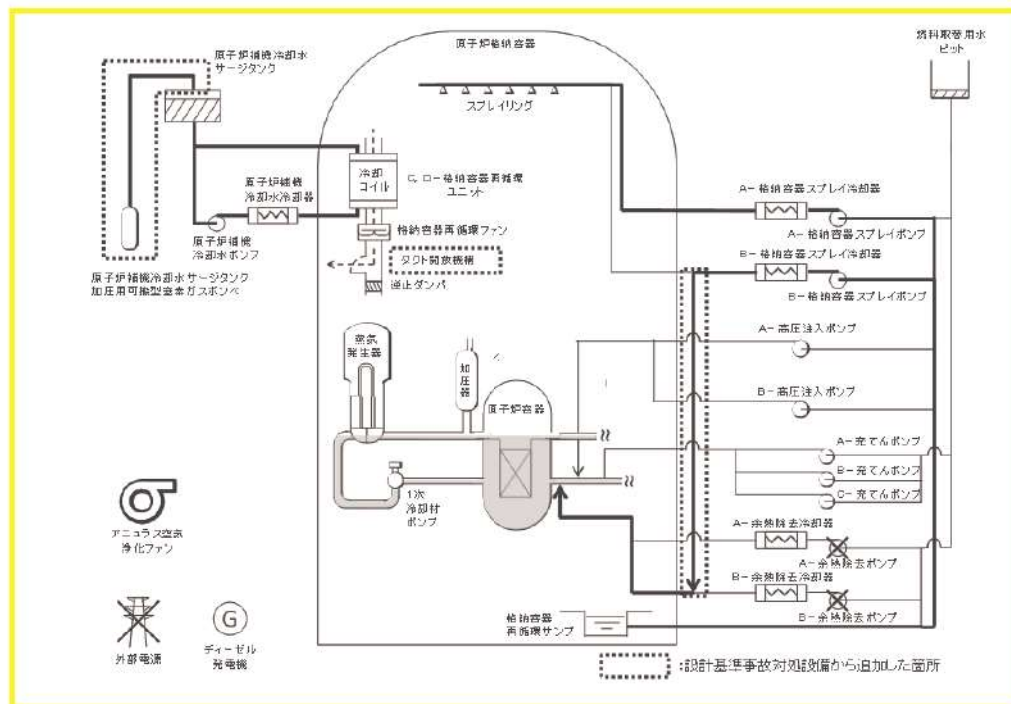 原子炉格納容器
燃料取替用水
ピット
原子炉補機冷却水
サージタンク
スプレイリング
冷却
コイル
C,D-格納容器再循環
ユニット
原子炉補機
冷却水冷却器
A-格納容器スプレイ冷却器
格納容器再循環ファン
A-格納容器スプレイポンプ
原子炉補機
冷却水ポンプ
ダクト開放機構
B-格納容器スプレイ冷却器
原子炉補機冷却水サージタンク
加圧用可搬型窒素ガスボンベ
逆止ダンパ
B-格納容器スプレイポンプ
A-高圧注入ポンプ
蒸気
発生器
加
圧
器
原子炉容器
B-高圧注入ポンプ
A-充てんポンプ
B-充てんポンプ
C-充てんポンプ
1次
冷却材
ポンプ
アニュラス空気
浄化ファン
A-余熱除去冷却器
A-余熱除去ポンプ
B-余熱除去冷却器
B-余熱除去ポンプ
G
外部電源
ディーゼル
発電機
格納容器
再循環サンプ
:設計基準事故対処設備から追加した箇所